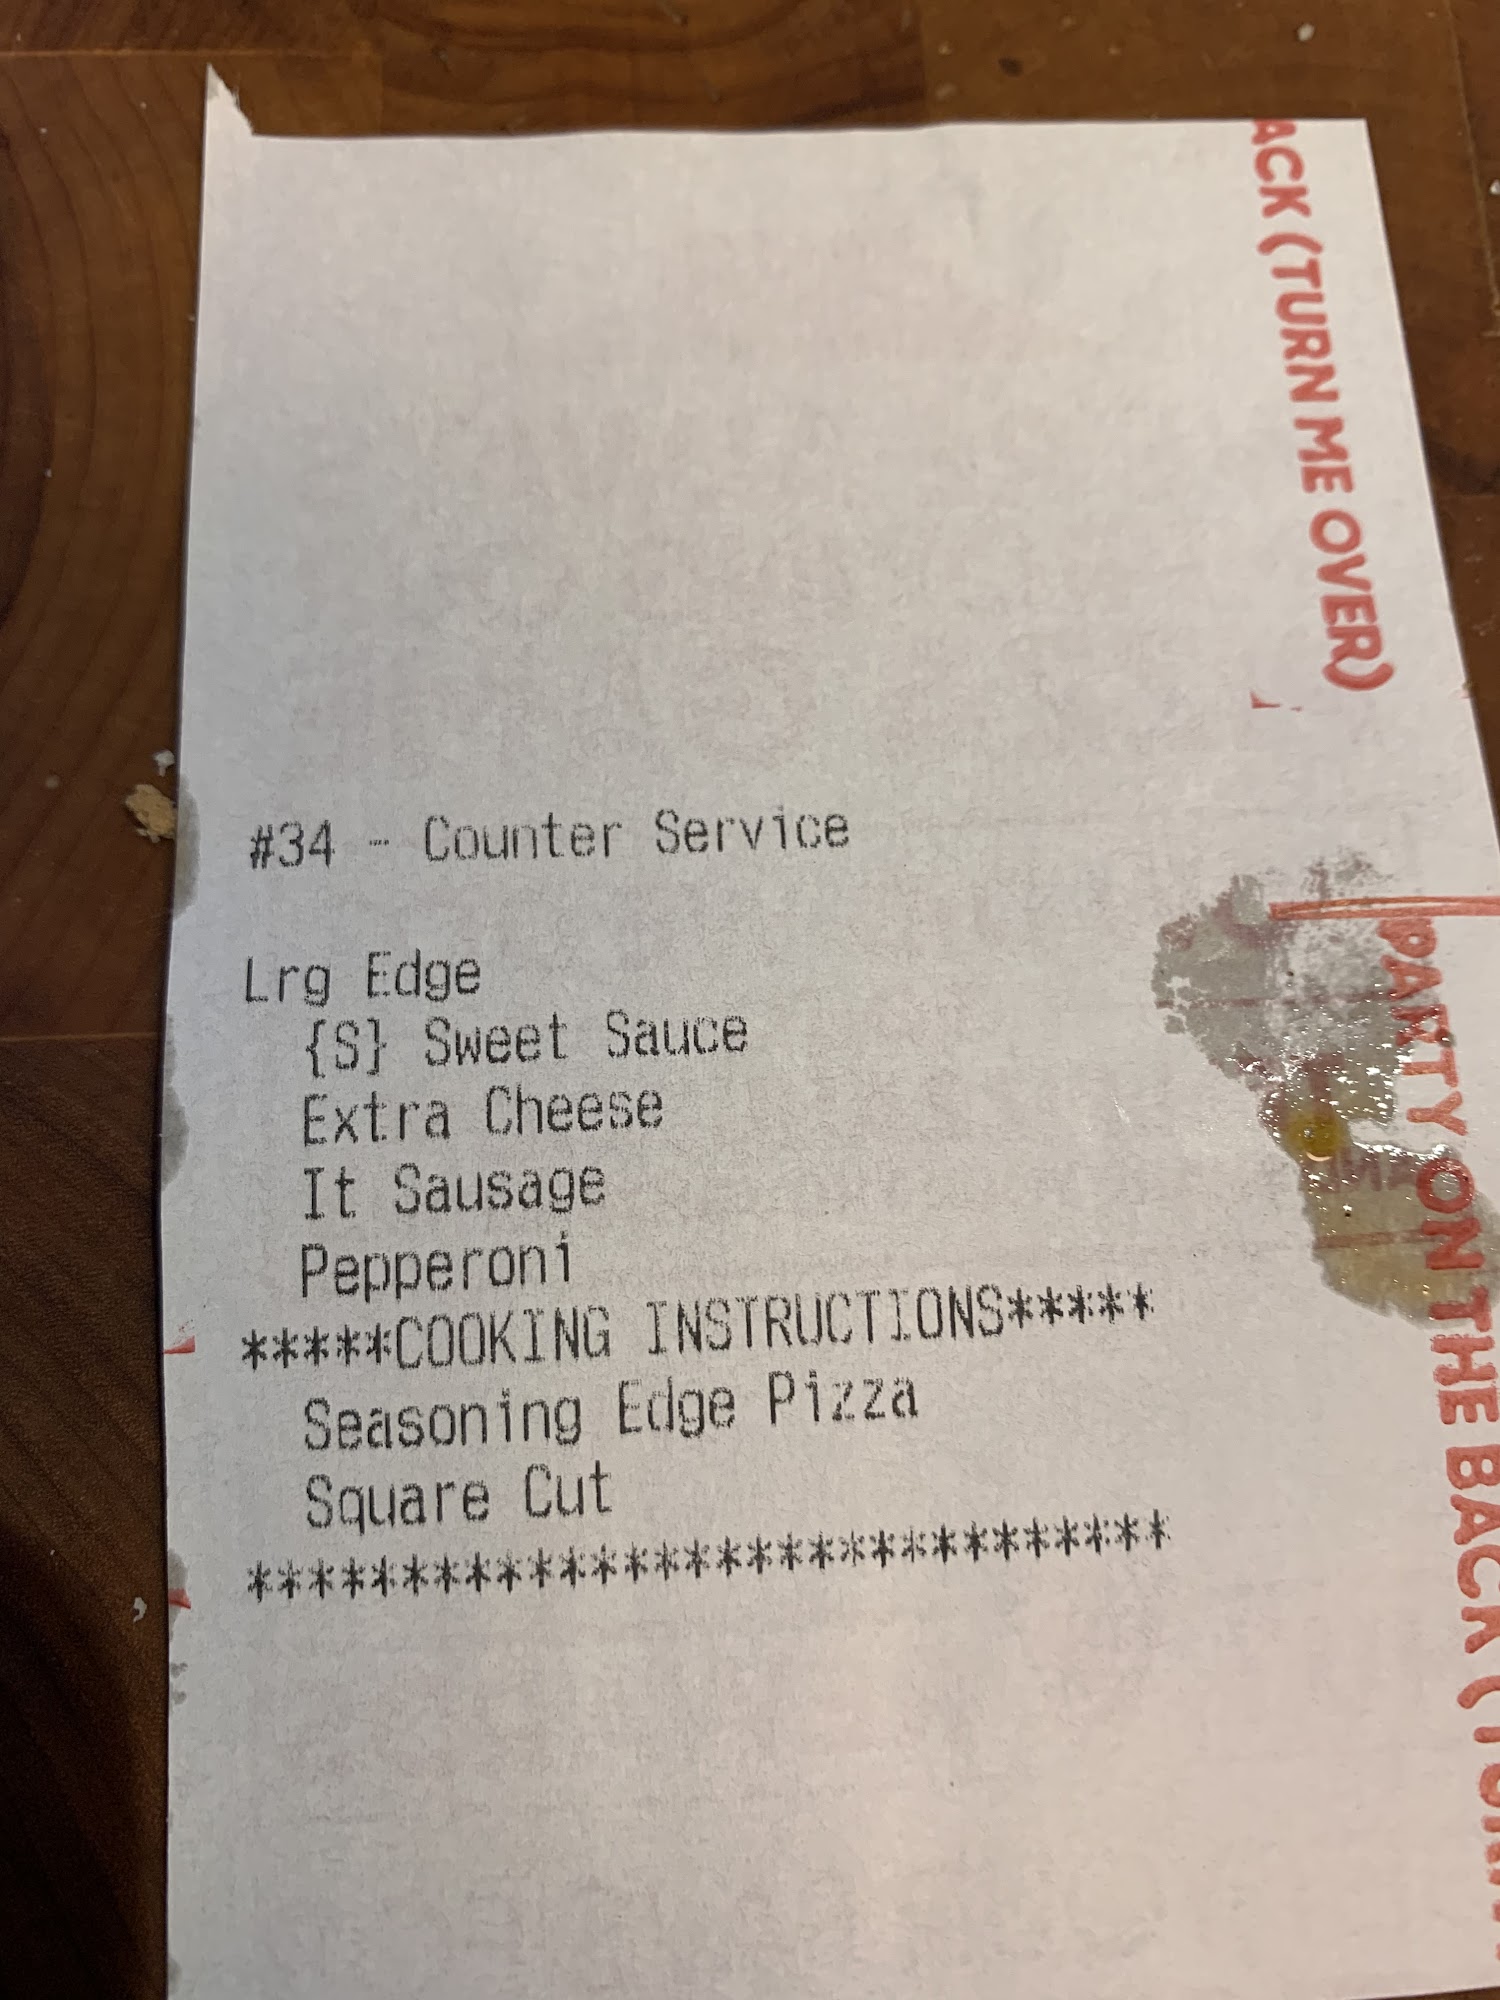 ACK (TURN ME OVER)
#34 - Counter Service
Lrg Edge
{S} Sweet Sauce
Extra Cheese
It Sausage
Pepperoni
*****COOKING INSTRUCTIONS*****
Seasoning Edge Pizza
Square Cut
******************************
PARTY ON THE BACK (TURN